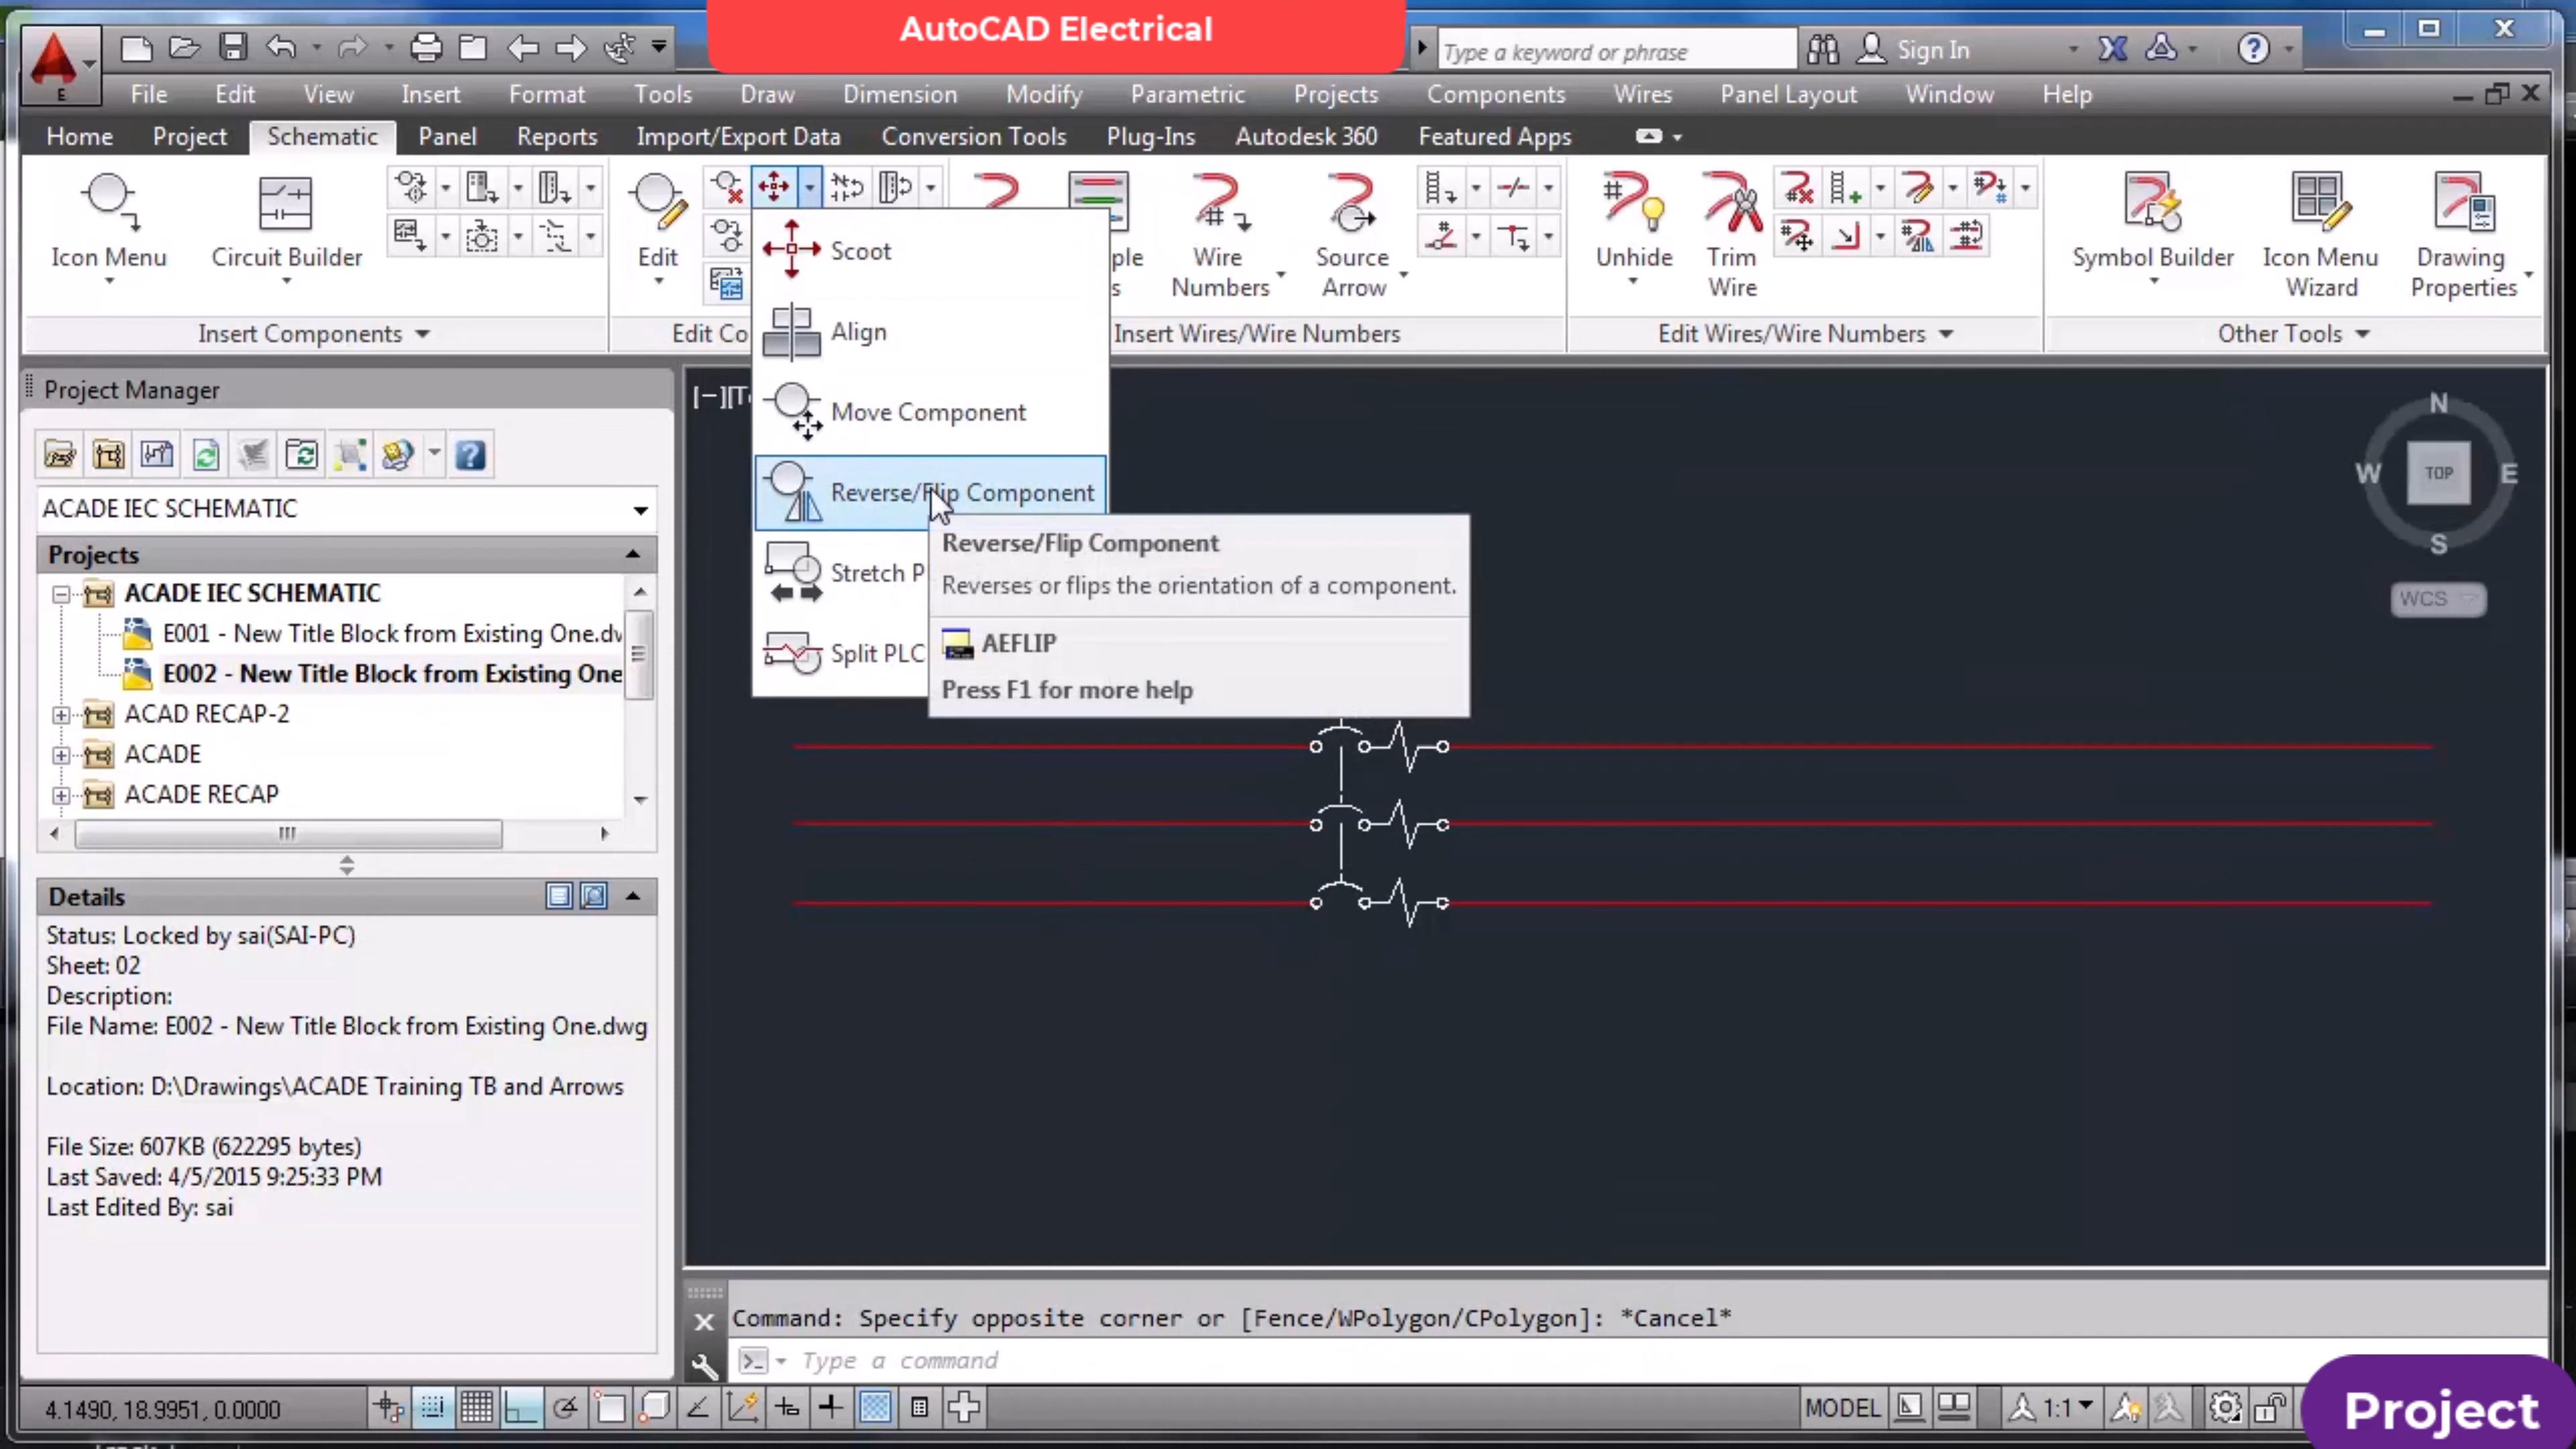 AutoCAD Electrical
Type a keyword or phrase
Sign In
E
File Edit View Insert Format Tools Draw Dimension Modify Parametric Projects Components Wires Panel Layout Window Help
Home Project Schematic Panel Reports Import/Export Data Conversion Tools Plug-Ins Autodesk 360 Featured Apps
Icon Menu
Circuit Builder
Edit
ple
s
Wire
Numbers
Source
Arrow
Unhide
Trim
Wire
Symbol Builder
Icon Menu
Wizard
Drawing
Properties
Insert Components
Edit Co
Insert Wires/Wire Numbers
Edit Wires/Wire Numbers
Other Tools
Scoot
Align
Move Component
Reverse/Flip Component
Stretch P
Split PLC
Reverse/Flip Component
Reverses or flips the orientation of a component.
AEFLIP
Press F1 for more help
Project Manager
ACADE IEC SCHEMATIC
Projects
ACADE IEC SCHEMATIC
E001 - New Title Block from Existing One.dv
E002 - New Title Block from Existing One
ACAD RECAP-2
ACADE
ACADE RECAP
Details
Status: Locked by sai(SAI-PC)
Sheet: 02
Description:
File Name: E002 - New Title Block from Existing One.dwg
Location: D:\Drawings\ACADE Training TB and Arrows
File Size: 607KB (622295 bytes)
Last Saved: 4/5/2015 9:25:33 PM
Last Edited By: sai
[−][T
N
W TOP E
S
WCS
Command: Specify opposite corner or [Fence/WPolygon/CPolygon]: *Cancel*
Type a command
4.1490, 18.9951, 0.0000
MODEL
1:1
Project